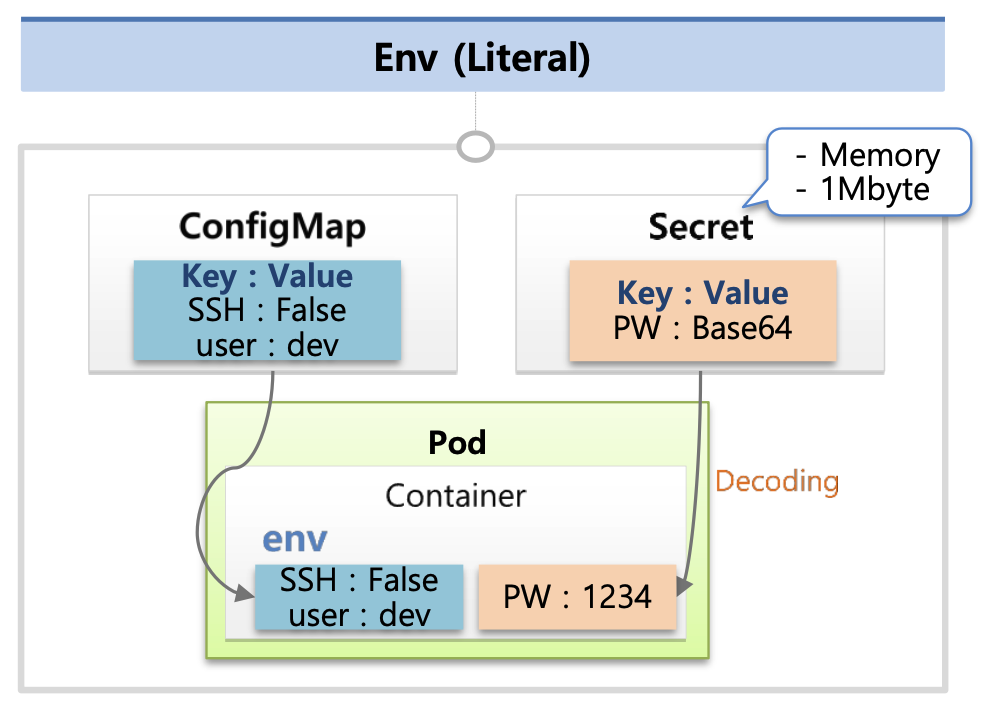 Env (Literal)
- Memory
- 1Mbyte
ConfigMap
Key : Value
SSH : False
user : dev
Secret
Key : Value
PW : Base64
Pod
Container
env
SSH : False
user : dev
PW : 1234
Decoding